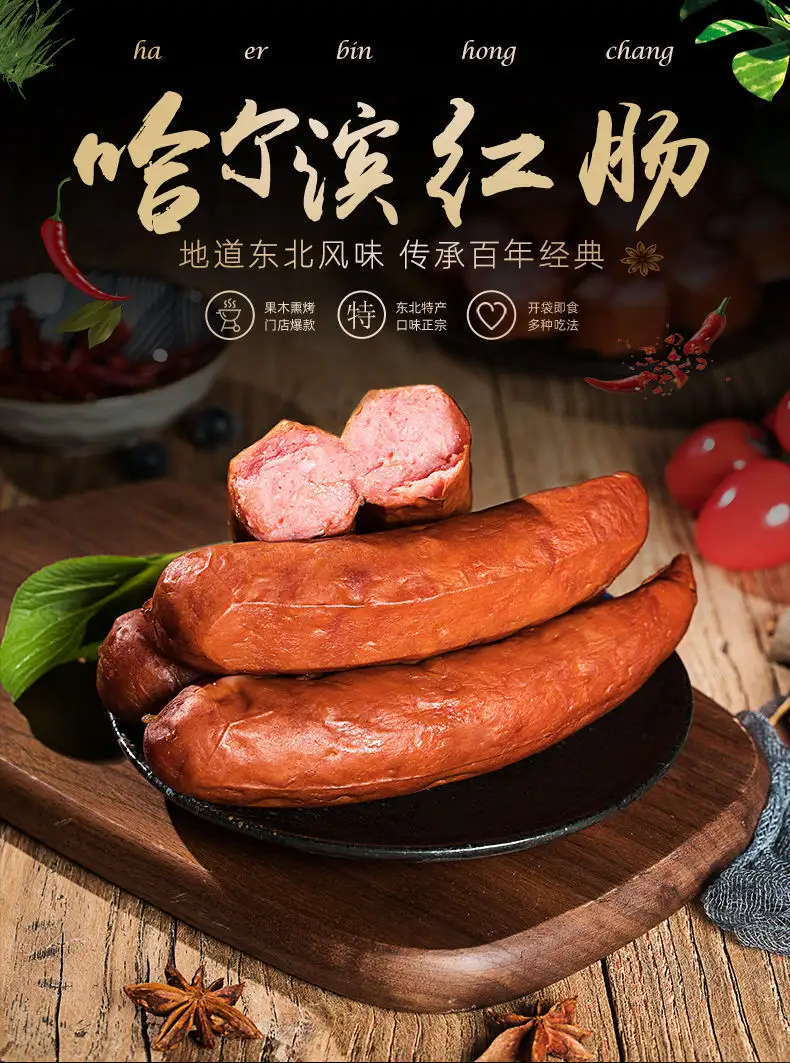 ha er bin hong chang
哈尔滨红肠
地道东北风味 传承百年经典
果木熏烤
门店爆款
特
东北特产
口味正宗
开袋即食
多种吃法